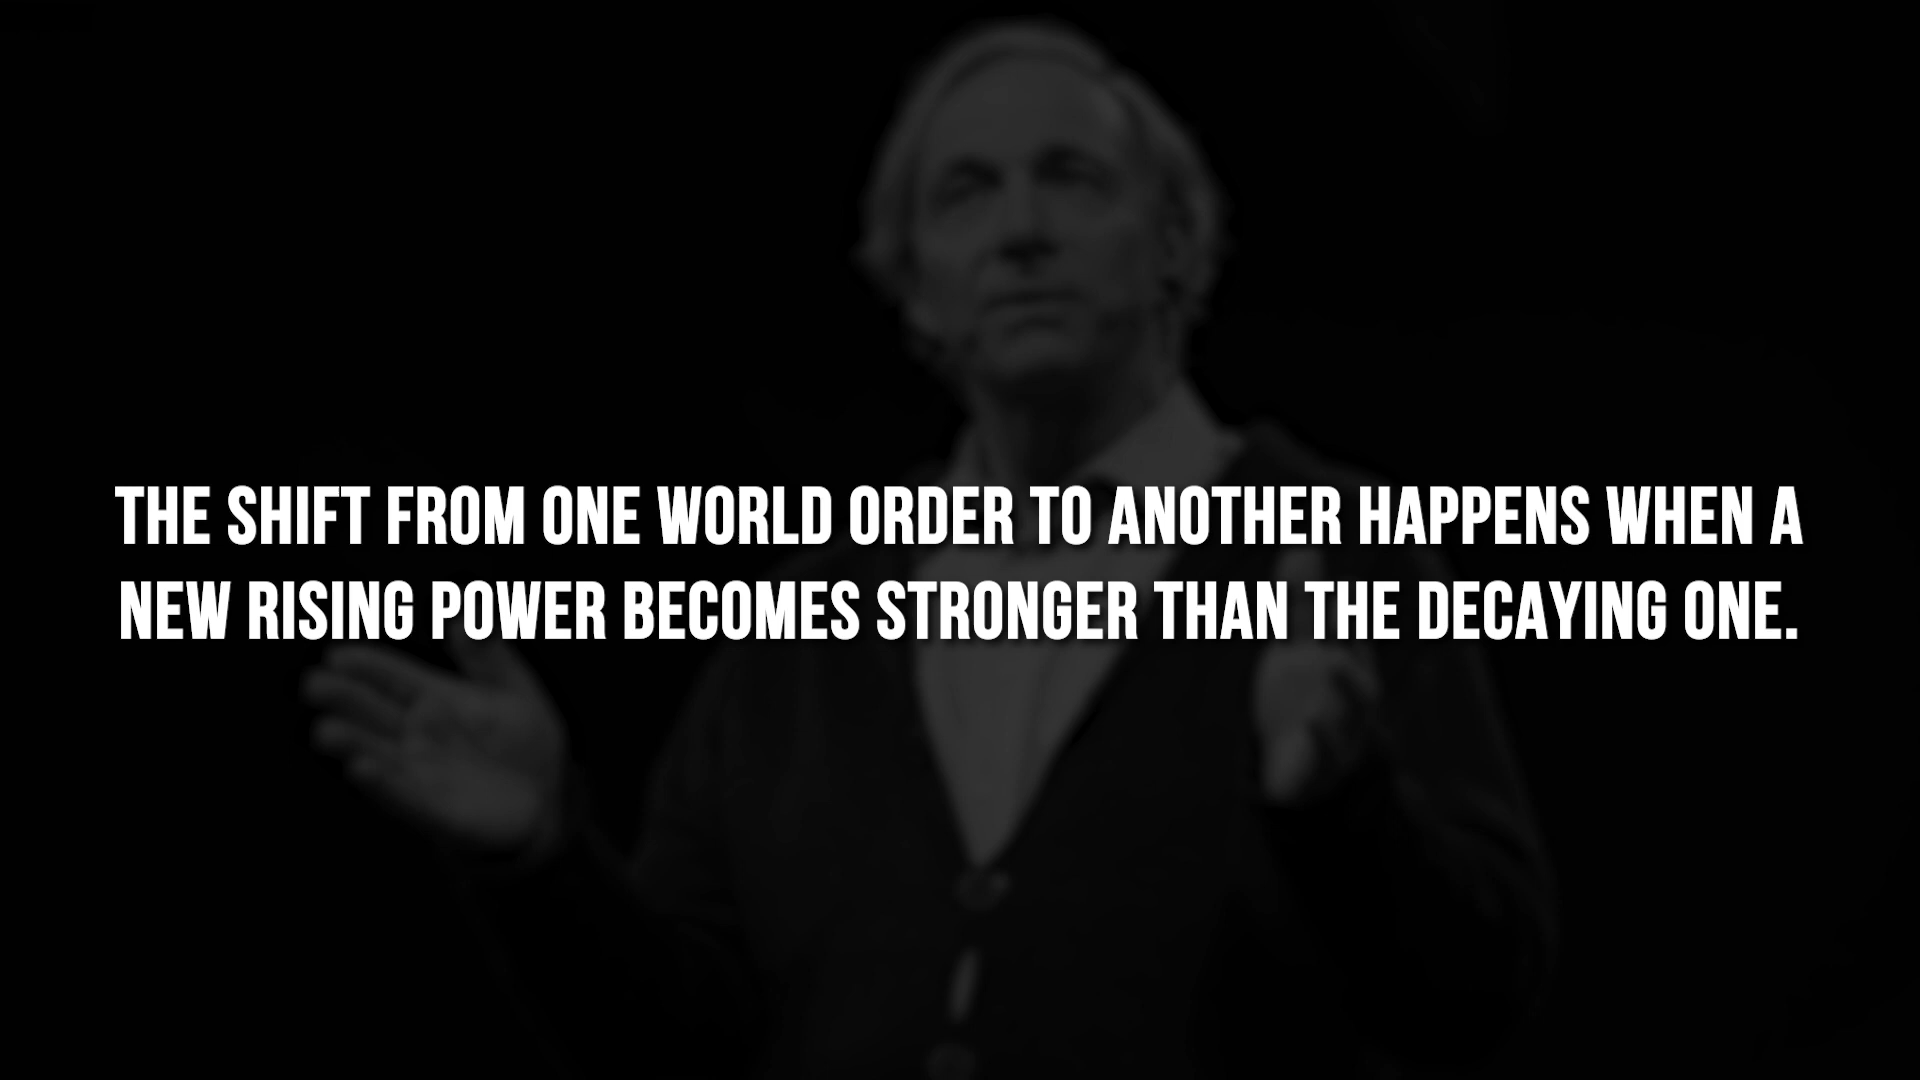 THE SHIFT FROM ONE WORLD ORDER TO ANOTHER HAPPENS WHEN A
NEW RISING POWER BECOMES STRONGER THAN THE DECAYING ONE.